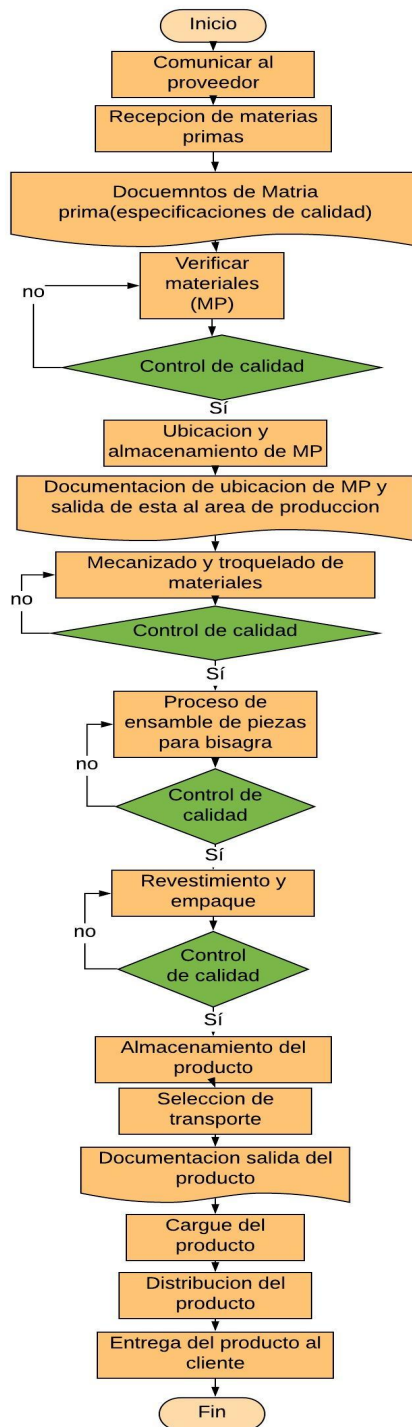 Inicio
Comunicar al
proveedor
Recepcion de materias
primas
Docuemntos de Matria
prima(especificaciones de calidad)
Verificar
materiales
(MP)
no
Control de calidad
Sí
Ubicacion y
almacenamiento de MP
Documentacion de ubicacion de MP y
salida de esta al area de produccion
Mecanizado y troquelado de
materiales
no
Control de calidad
Sí
Proceso de
ensamble de piezas
para bisagra
no
Control de
calidad
Sí
Revestimiento y
empaque
no
Control
de calidad
Sí
Almacenamiento del
producto
Seleccion de
transporte
Documentacion salida del
producto
Cargue del
producto
Distribucion del
producto
Entrega del producto al
cliente
Fin